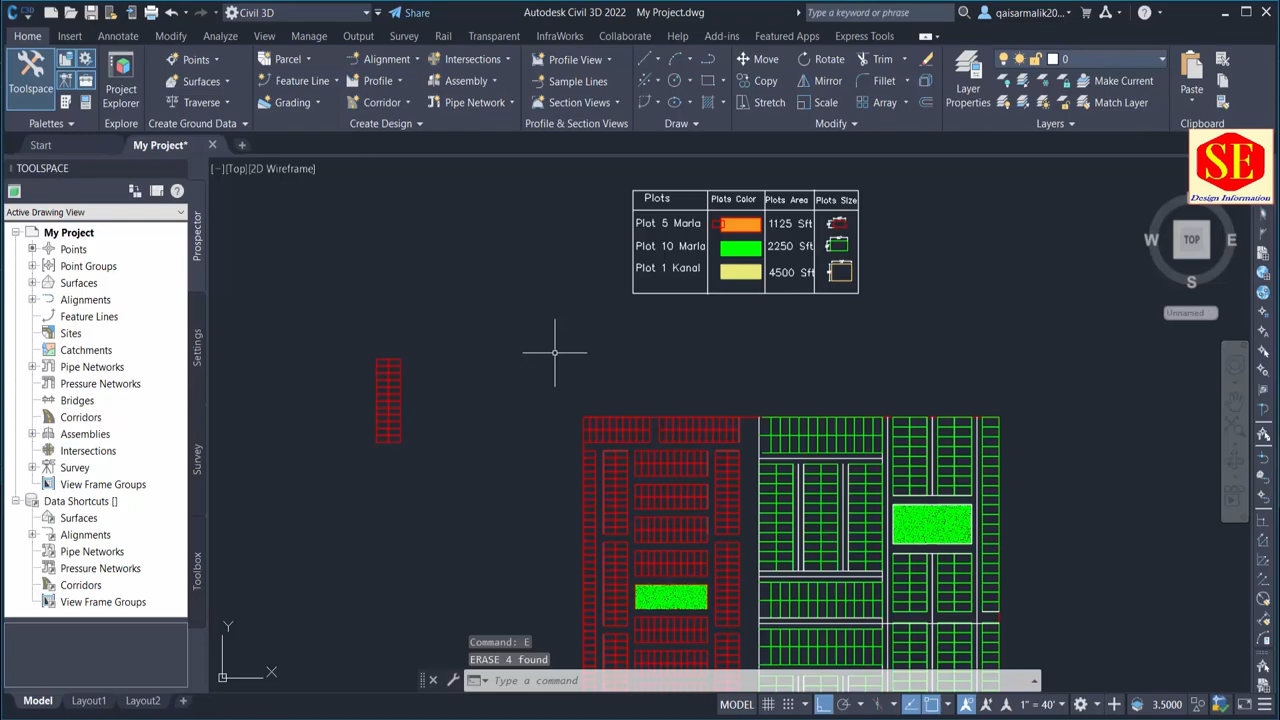 C3D Civil 3D Share Autodesk Civil 3D 2022 My Project.dwg Type a keyword or phrase qaisarmalik20...
Home Insert Annotate Modify Analyze View Manage Output Survey Rail Transparent InfraWorks Collaborate Help Add-ins Featured Apps Express Tools
Toolspace
Project Explorer
Points Parcel Alignment Intersections Profile View Move Rotate Trim 0
Surfaces Feature Line Profile Assembly Sample Lines Copy Mirror Fillet Make Current
Traverse Grading Corridor Pipe Network Section Views Stretch Scale Array Match Layer
Layer Properties
Paste
Palettes Explore Create Ground Data Create Design Profile & Section Views Draw Modify Layers Clipboard
Start My Project*
SE
Design Information
TOOLSPACE
[−][Top][2D Wireframe]
Active Drawing View
My Project
Points
Point Groups
Surfaces
Alignments
Feature Lines
Sites
Catchments
Pipe Networks
Pressure Networks
Bridges
Corridors
Assemblies
Intersections
Survey
View Frame Groups
Data Shortcuts []
Surfaces
Alignments
Pipe Networks
Pressure Networks
Corridors
View Frame Groups
Prospector
Settings
Survey
Toolbox
Plots Plots Color Plots Area Plots Size
Plot 5 Marla 1125 Sft
Plot 10 Marla 2250 Sft
Plot 1 Kanal 4500 Sft
W TOP E
S
Unnamed
Y
X
Command: E
ERASE 4 found
Type a command
Model Layout1 Layout2 MODEL 1" = 40' 3.5000